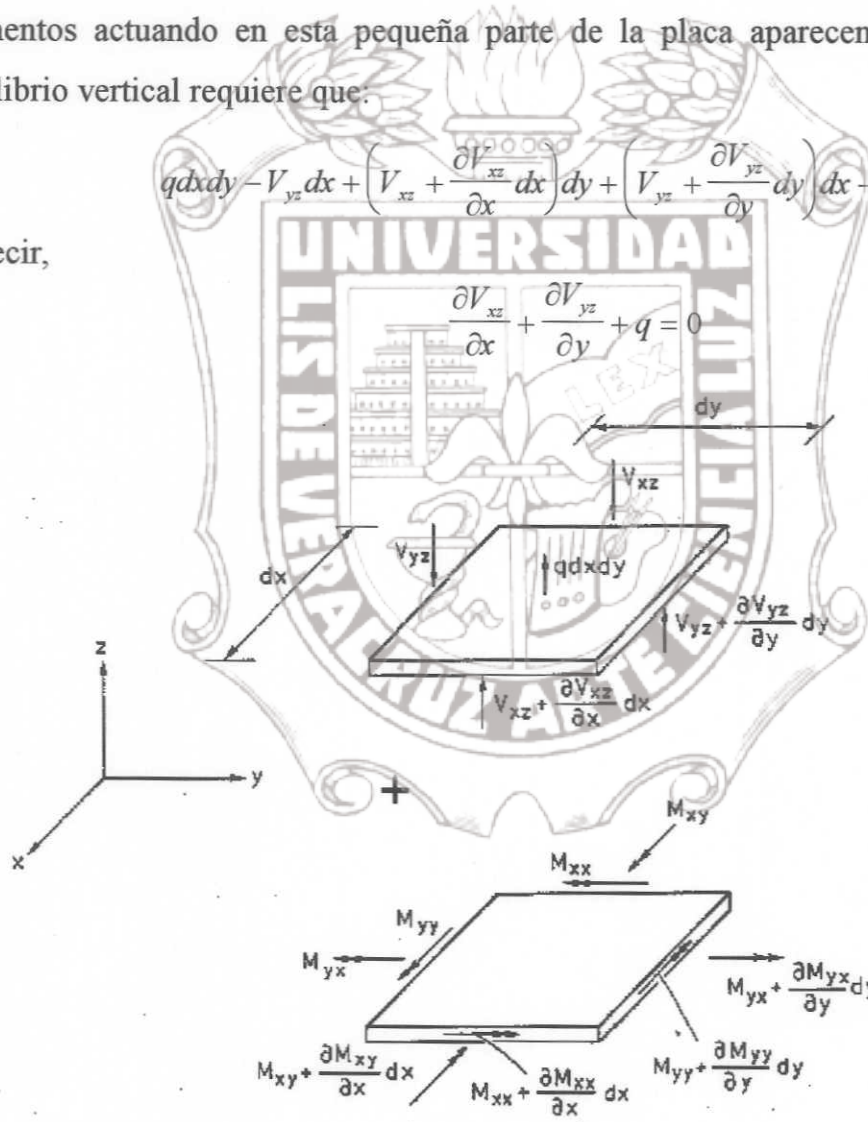 mentos actuando en esta pequeña parte de la placa aparecen
librio vertical requiere que:
qdxdy − V_yz dx + (V_xz + ∂V_xz/∂x dx) dy + (V_yz + ∂V_yz/∂y dy) dx
ecir,
∂V_xz/∂x + ∂V_yz/∂y + q = 0
UNIVERSIDAD
LIS DE VERACRUZ ARTE CIENCIA LUZ
LEX
dy
V_xz
V_yz
qdxdy
dx
V_yz + ∂V_yz/∂y dy
V_xz + ∂V_xz/∂x dx
z
y
x
+
M_xy
M_xx
M_yy
M_yx
M_yx + ∂M_yx/∂y dy
M_xy + ∂M_xy/∂x dx
M_xx + ∂M_xx/∂x dx
M_yy + ∂M_yy/∂y dy